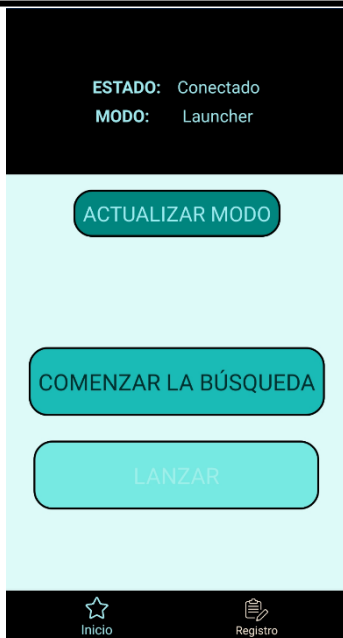 ESTADO: Conectado
MODO: Launcher
ACTUALIZAR MODO
COMENZAR LA BÚSQUEDA
LANZAR
Inicio Registro